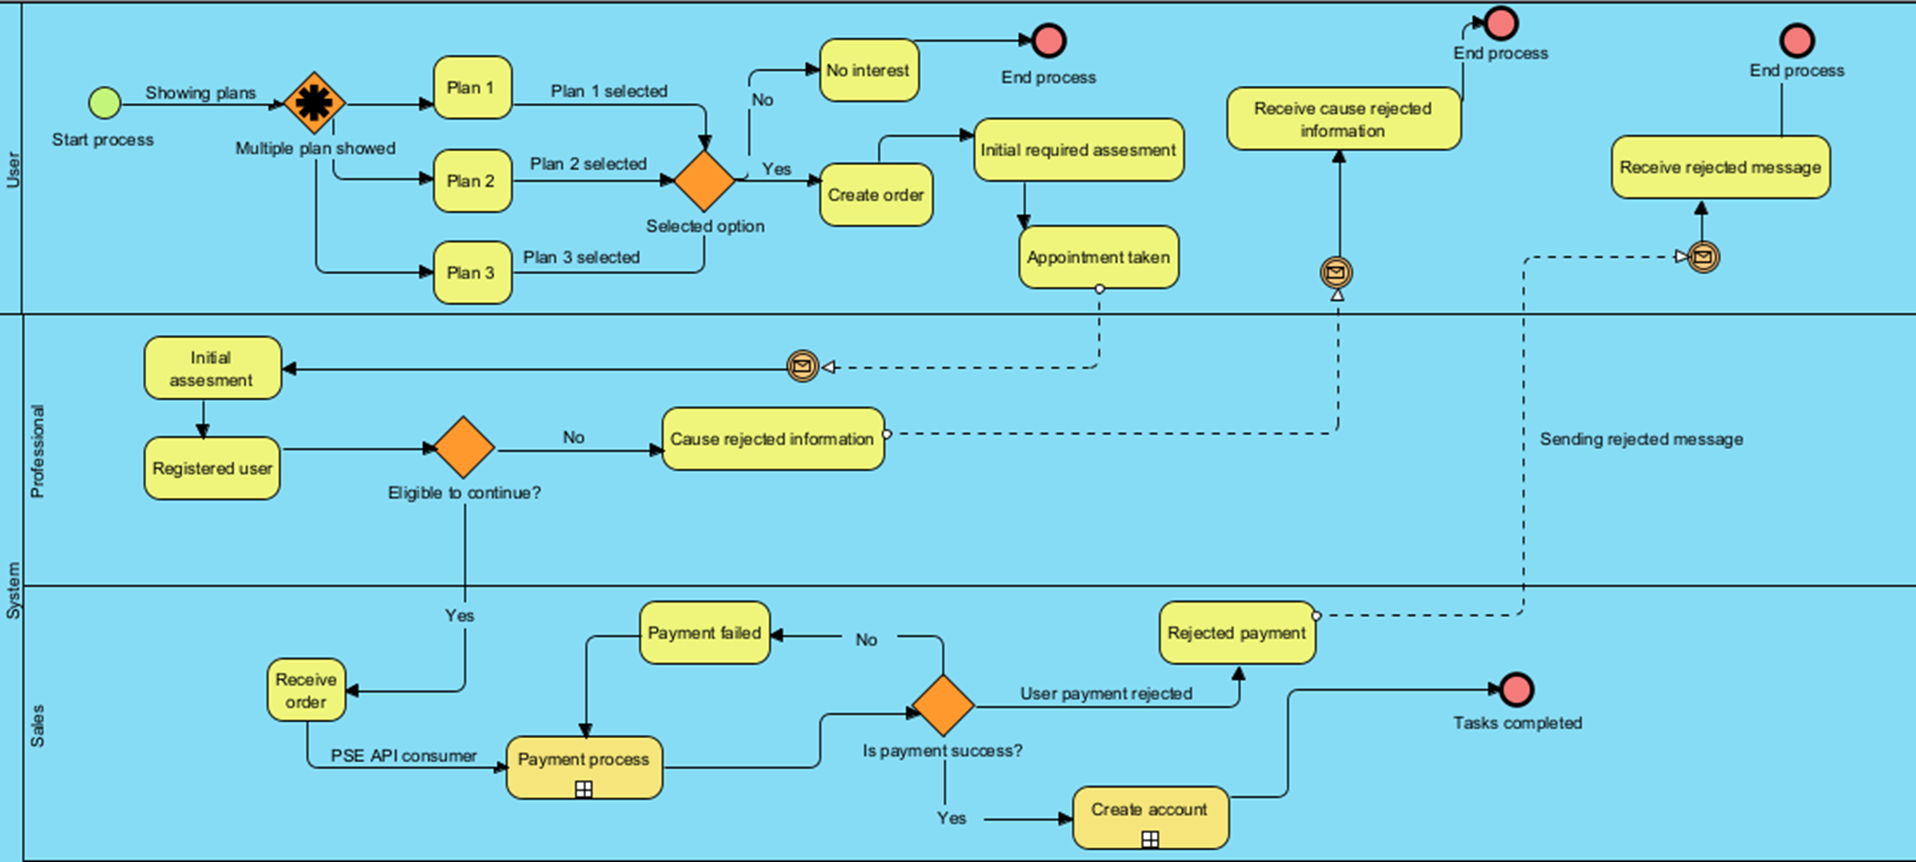 User
Start process
Showing plans
Multiple plan showed
Plan 1
Plan 2
Plan 3
Plan 1 selected
Plan 2 selected
Plan 3 selected
Selected option
No
Yes
No interest
End process
Create order
Initial required assesment
Appointment taken
Receive cause rejected
information
End process
Receive rejected message
End process
System
Professional
Initial
assesment
Registered user
Eligible to continue?
No
Yes
Cause rejected information
Sending rejected message
Sales
Receive
order
PSE API consumer
Payment process
Payment failed
No
Is payment success?
Yes
User payment rejected
Rejected payment
Create account
Tasks completed